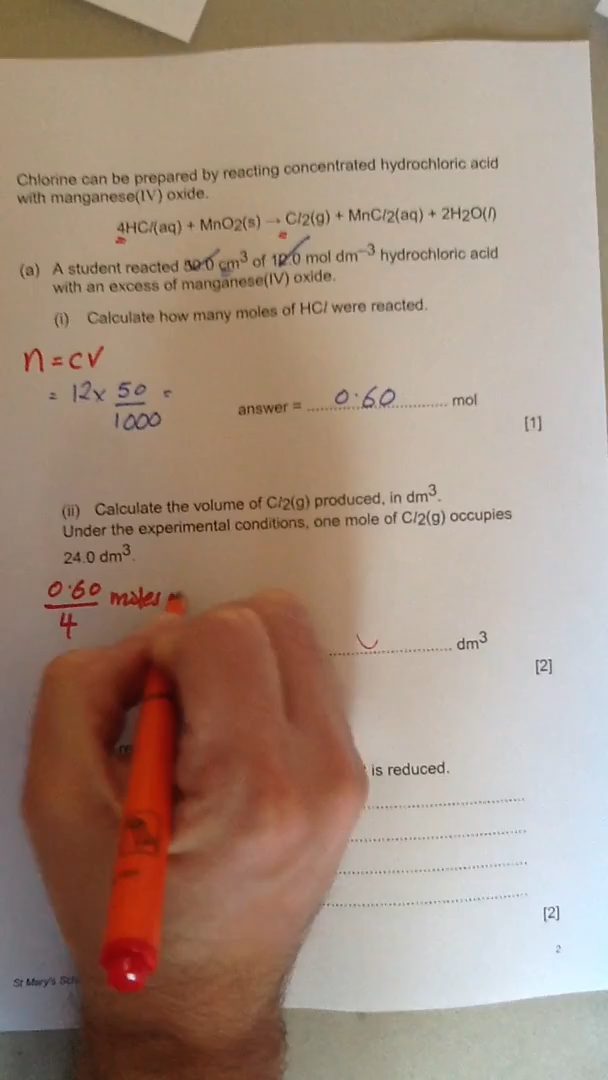 Chlorine can be prepared by reacting concentrated hydrochloric acid
with manganese(IV) oxide.
4HCl(aq) + MnO2(s) → Cl2(g) + MnCl2(aq) + 2H2O(l)
(a) A student reacted 50.0 cm3 of 12.0 mol dm−3 hydrochloric acid
with an excess of manganese(IV) oxide.
(i) Calculate how many moles of HCl were reacted.
n = cv
= 12 x 50/1000 =
answer = 0.60 mol
[1]
(ii) Calculate the volume of Cl2(g) produced, in dm3.
Under the experimental conditions, one mole of Cl2(g) occupies
24.0 dm3.
0.60/4 moles
dm3
[2]
is reduced.
[2]
2
St Mary's